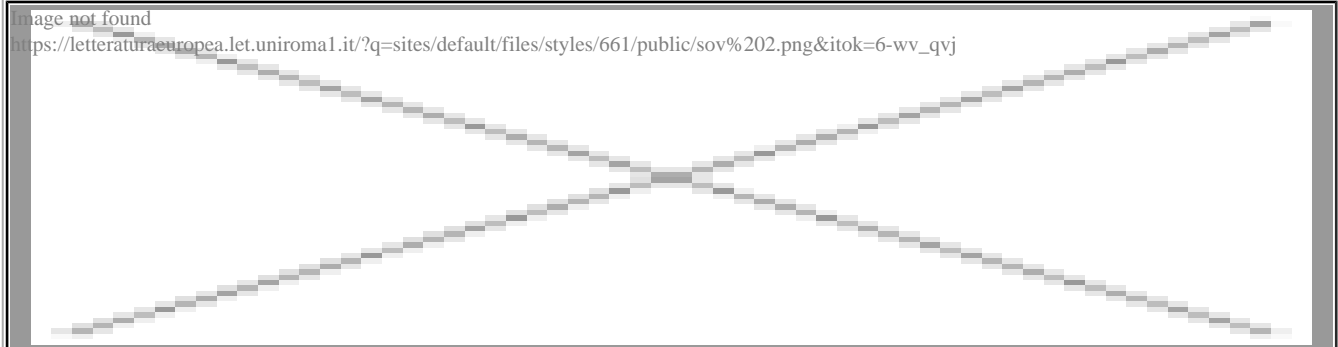 Image not found
https://letteraturaeuropea.let.uniroma1.it/?q=sites/default/files/styles/661/public/sov%202.png&itok=6-wv_qvj